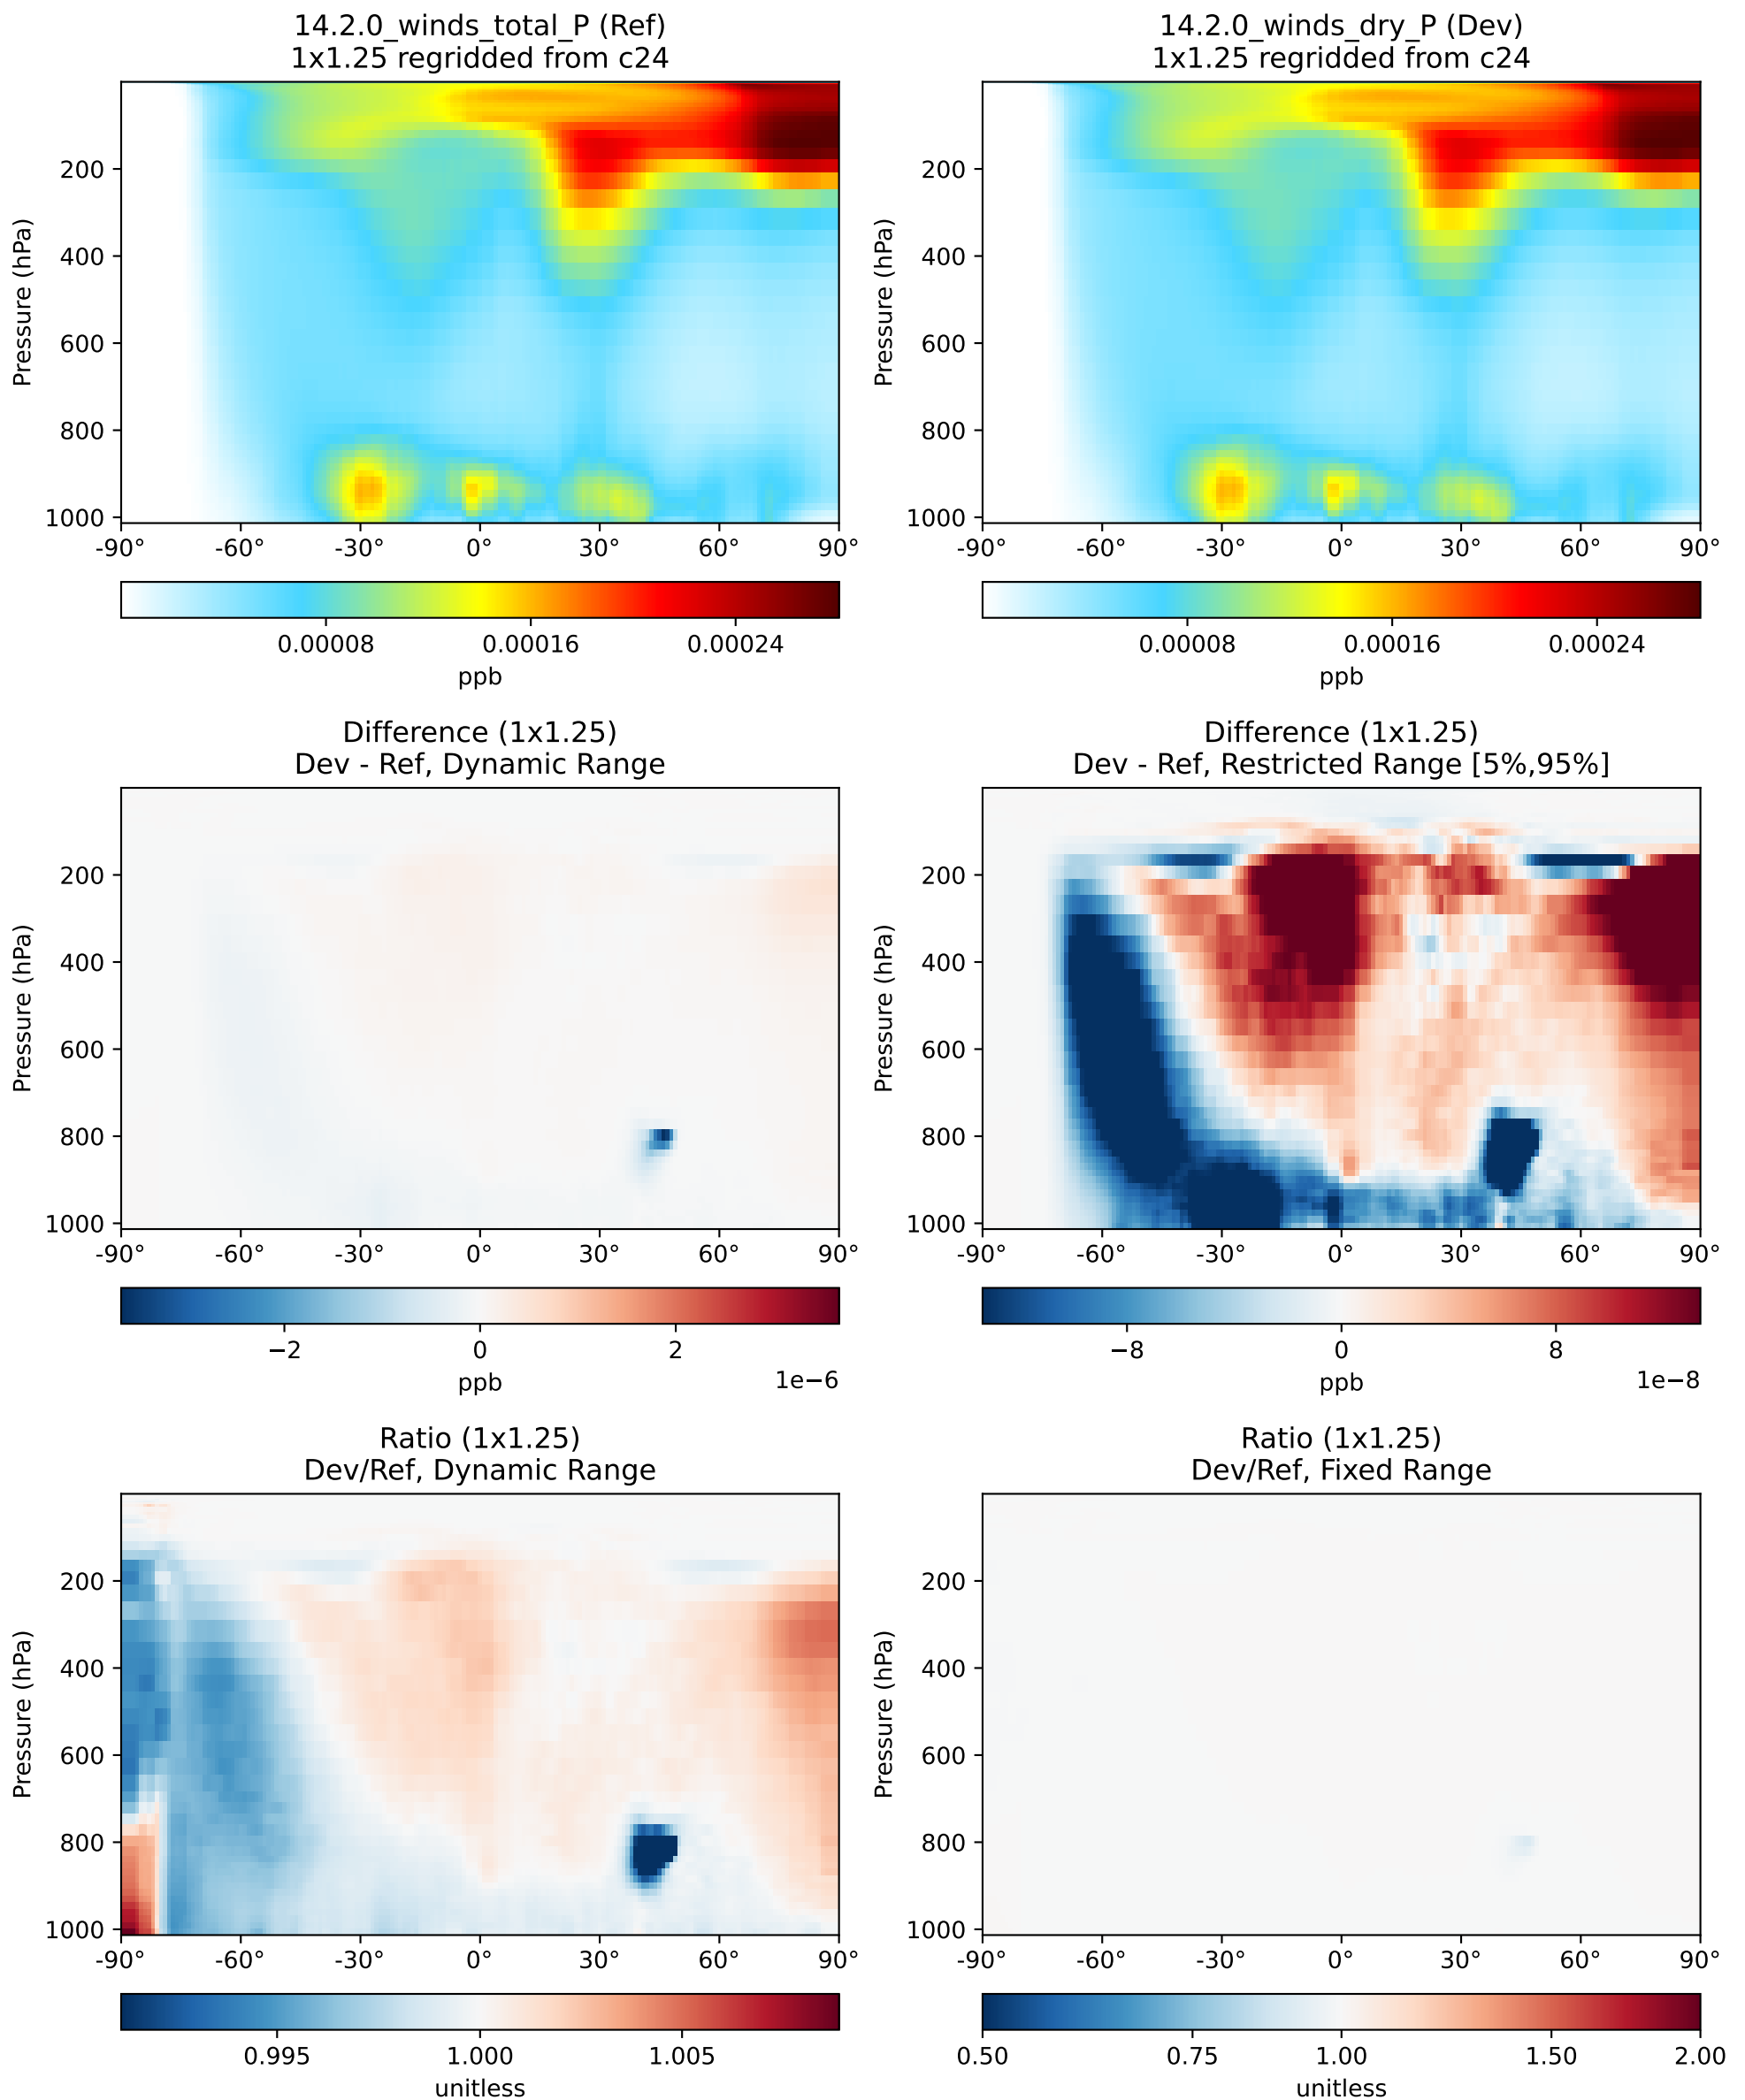 14.2.0_winds_total_P (Ref)
1x1.25 regridded from c24
14.2.0_winds_dry_P (Dev)
1x1.25 regridded from c24
Pressure (hPa)
200
400
600
800
1000
-90° -60° -30° 0° 30° 60° 90°
0.00008 0.00016 0.00024
ppb
Pressure (hPa)
200
400
600
800
1000
-90° -60° -30° 0° 30° 60° 90°
0.00008 0.00016 0.00024
ppb
Difference (1x1.25)
Dev - Ref, Dynamic Range
Difference (1x1.25)
Dev - Ref, Restricted Range [5%,95%]
Pressure (hPa)
200
400
600
800
1000
-90° -60° -30° 0° 30° 60° 90°
−2 0 2
ppb
1e−6
Pressure (hPa)
200
400
600
800
1000
-90° -60° -30° 0° 30° 60° 90°
−8 0 8
ppb
1e−8
Ratio (1x1.25)
Dev/Ref, Dynamic Range
Ratio (1x1.25)
Dev/Ref, Fixed Range
Pressure (hPa)
200
400
600
800
1000
-90° -60° -30° 0° 30° 60° 90°
0.995 1.000 1.005
unitless
Pressure (hPa)
200
400
600
800
1000
-90° -60° -30° 0° 30° 60° 90°
0.50 0.75 1.00 1.50 2.00
unitless